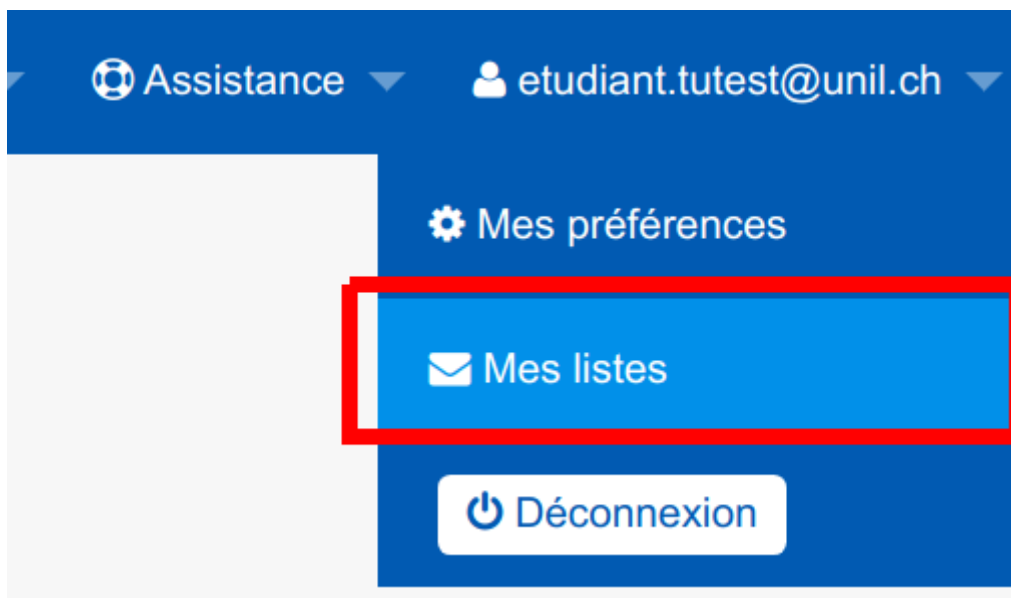 Assistance etudiant.tutest@unil.ch
Mes préférences
Mes listes
Déconnexion